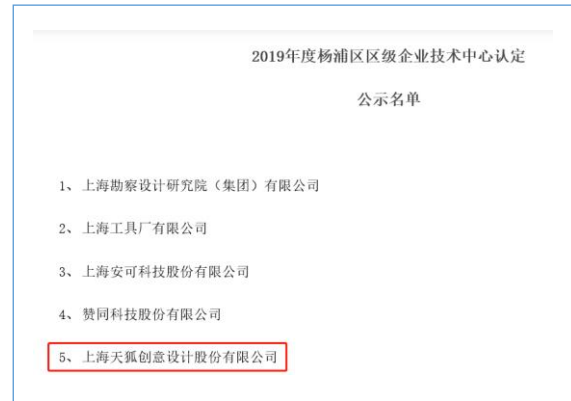 2019年度杨浦区区级企业技术中心认定
公示名单
1、上海勘察设计研究院（集团）有限公司
2、上海工具厂有限公司
3、上海安可科技股份有限公司
4、赞同科技股份有限公司
5、上海天狐创意设计股份有限公司